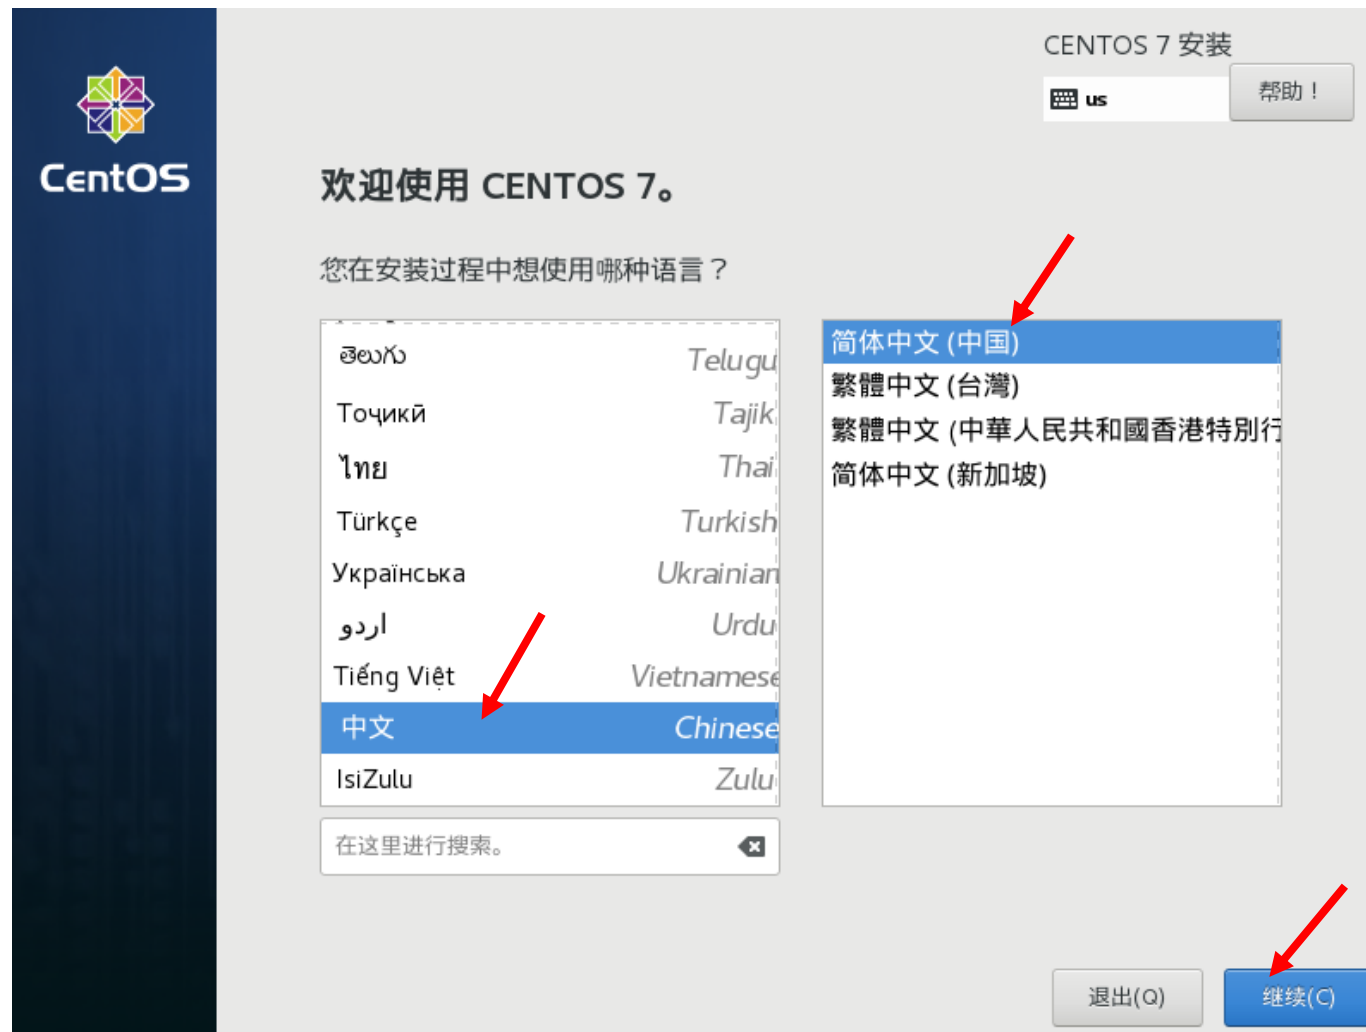 CentOS
CENTOS 7 安装
us
帮助！
欢迎使用 CENTOS 7。
您在安装过程中想使用哪种语言？
తెలుగు Telugu
Тоҷикӣ Tajik
ไทย Thai
Türkçe Turkish
Українська Ukrainian
اردو Urdu
Tiếng Việt Vietnamese
中文 Chinese
IsiZulu Zulu
在这里进行搜索。
简体中文 (中国)
繁體中文 (台灣)
繁體中文 (中華人民共和國香港特別行
简体中文 (新加坡)
退出(Q)
继续(C)